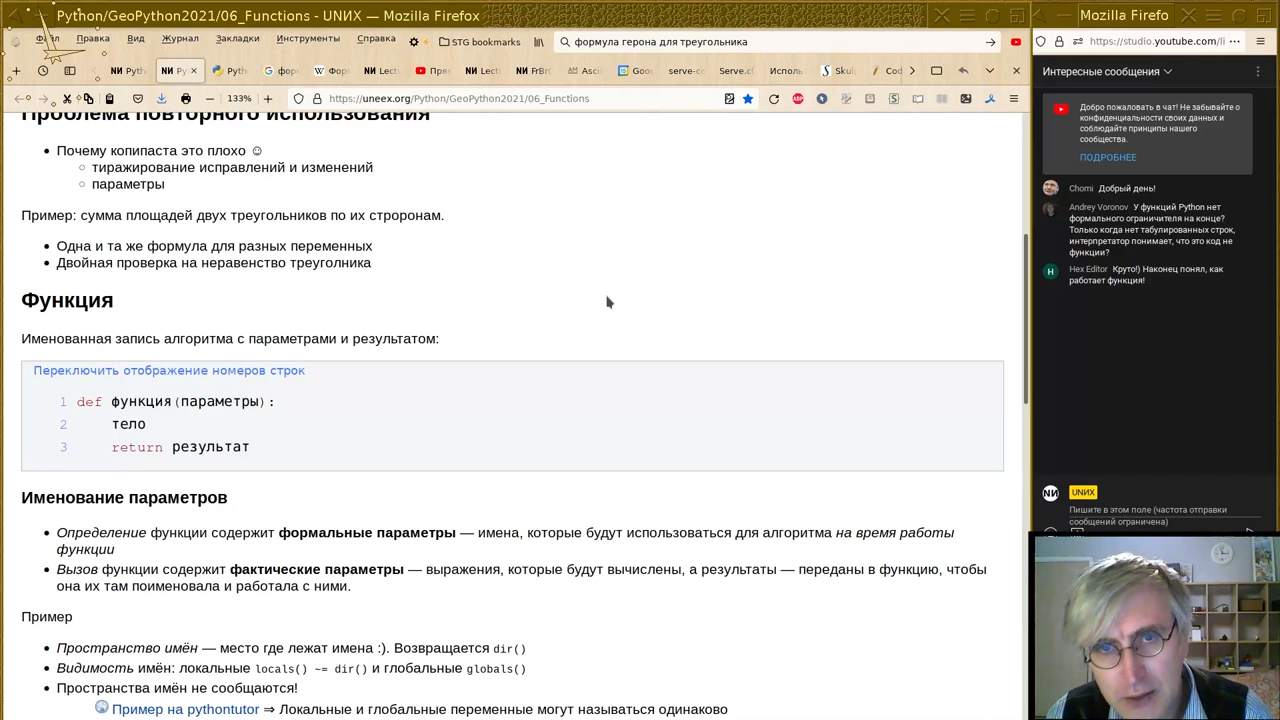 Python/GeoPython2021/06_Functions - UNИX — Mozilla Firefox
Файл Правка Вид Журнал Закладки Инструменты Справка
STG bookmarks
формула герона для треугольника
133%
https://uneex.org/Python/GeoPython2021/06_Functions
Проблема повторного использования
Почему копипаста это плохо ☺
тиражирование исправлений и изменений
параметры
Пример: сумма площадей двух треугольников по их строронам.
Одна и та же формула для разных переменных
Двойная проверка на неравенство треуголника
Функция
Именованная запись алгоритма с параметрами и результатом:
Переключить отображение номеров строк
1 def функция(параметры):
2 тело
3 return результат
Именование параметров
Определение функции содержит формальные параметры — имена, которые будут использоваться для алгоритма на время работы
функции
Вызов функции содержит фактические параметры — выражения, которые будут вычислены, а результаты — переданы в функцию, чтобы
она их там поименовала и работала с ними.
Пример
Пространство имён — место где лежат имена :). Возвращается dir()
Видимость имён: локальные locals() ~= dir() и глобальные globals()
Пространства имён не сообщаются!
Пример на pythontutor ⇒ Локальные и глобальные переменные могут называться одинаково
Mozilla Firefo
https://studio.youtube.com/li
Интересные сообщения
Добро пожаловать в чат! Не забывайте о
конфиденциальности своих данных и
соблюдайте принципы нашего
сообщества.
ПОДРОБНЕЕ
Chomi Добрый день!
Andrey Voronov У функций Python нет
формального ограничителя на конце?
Только когда нет табулированных строк,
интерпретатор понимает, что это код не
функции?
H
Hex Editor Круто!) Наконец понял, как
работает функция!
NИ
UNИX
Пишите в этом поле (частота отправки
сообщений ограничена)